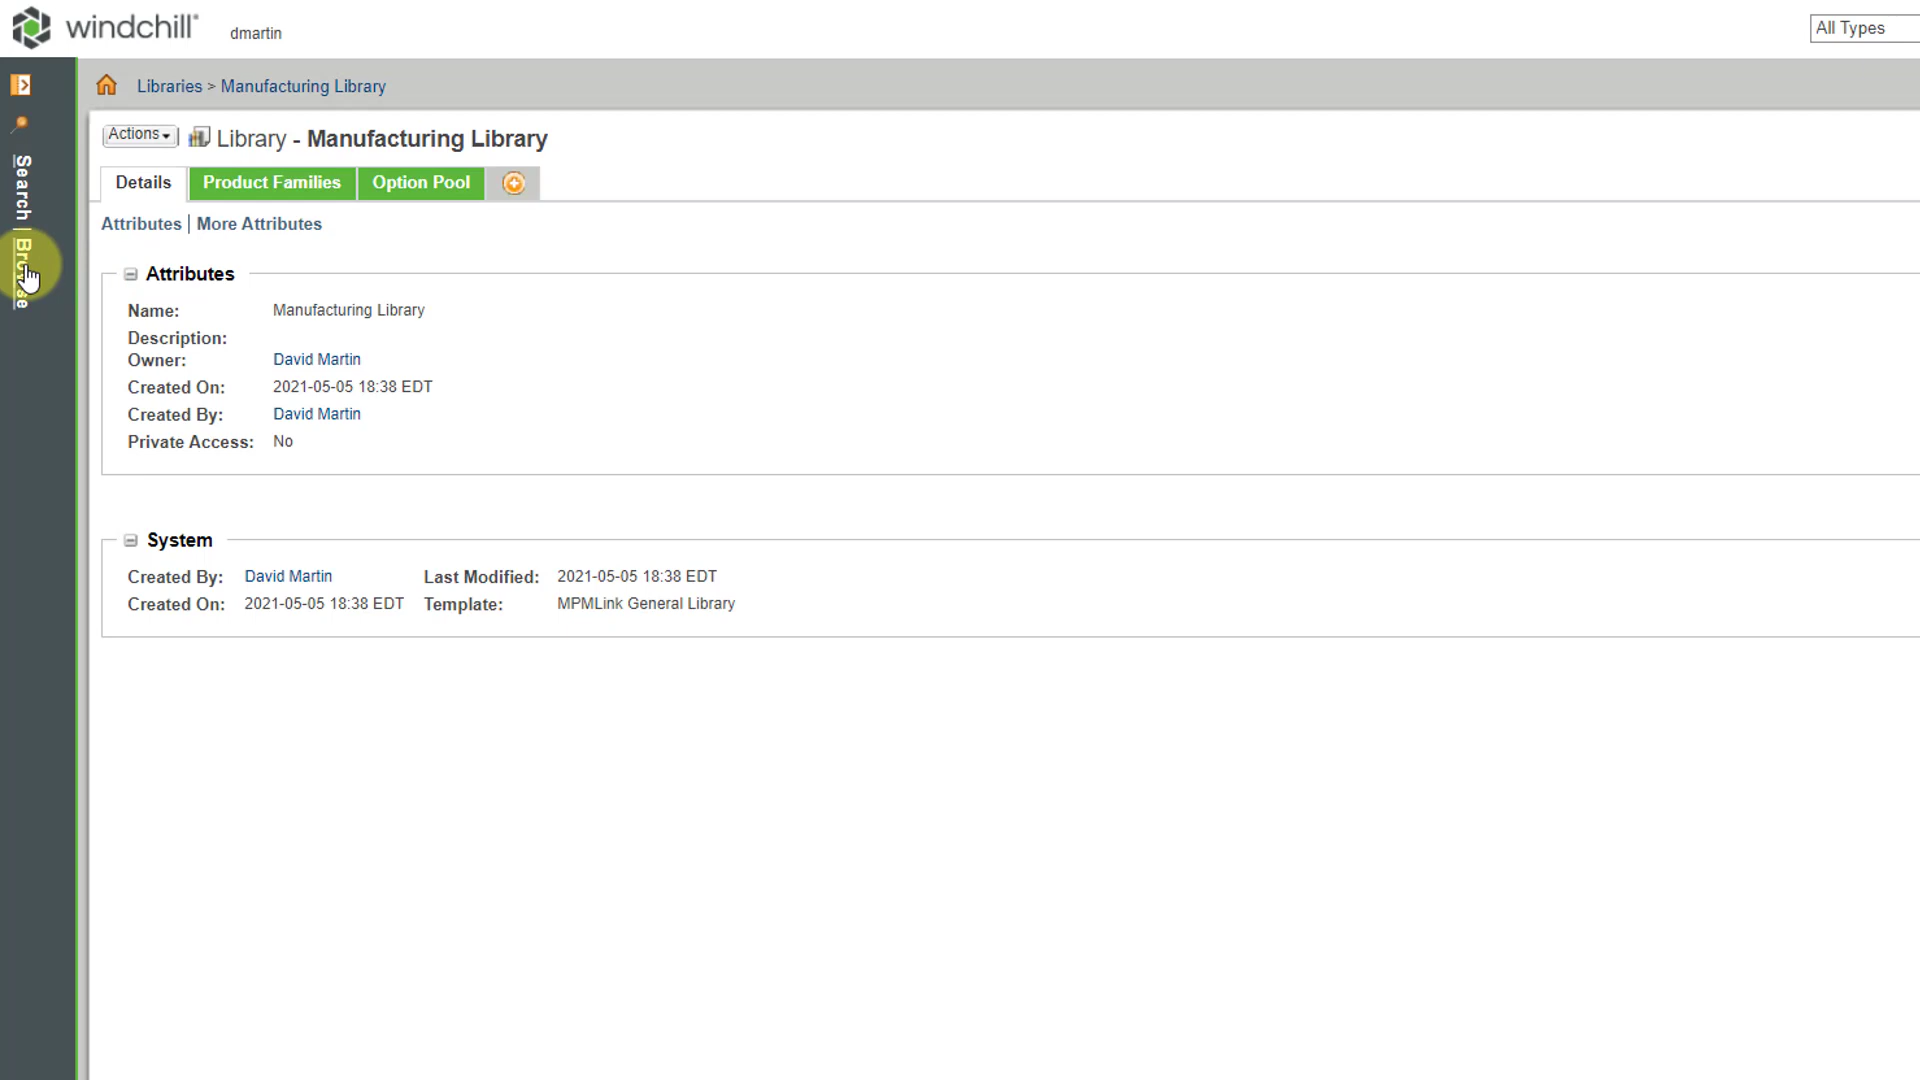 windchill®
dmartin
All Types
Search | Browse
Libraries > Manufacturing Library
Actions
Library - Manufacturing Library
Details
Product Families
Option Pool
Attributes | More Attributes
Attributes
Name: Manufacturing Library
Description:
Owner: David Martin
Created On: 2021-05-05 18:38 EDT
Created By: David Martin
Private Access: No
System
Created By: David Martin Last Modified: 2021-05-05 18:38 EDT
Created On: 2021-05-05 18:38 EDT Template: MPMLink General Library